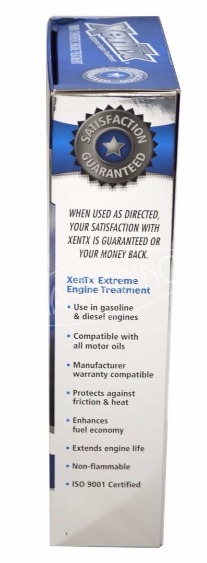 XenTx
SATISFACTION
GUARANTEED
WHEN USED AS DIRECTED,
YOUR SATISFACTION WITH
XENTX IS GUARANTEED OR
YOUR MONEY BACK.
XenTx Extreme
Engine Treatment
• Use in gasoline
& diesel engines
• Compatible with
all motor oils
• Manufacturer
warranty compatible
• Protects against
friction & heat
• Enhances
fuel economy
• Extends engine life
• Non-flammable
• ISO 9001 Certified